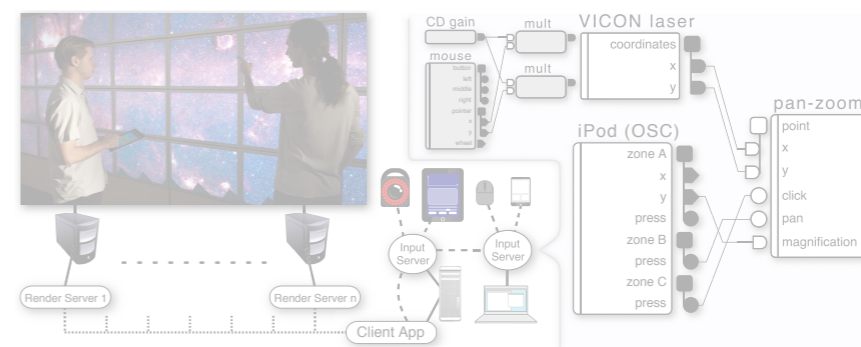 CD gain
mult
VICON laser
mouse
button
left
middle
right
pointer
x
y
wheel
mult
coordinates
x
y
iPod (OSC)
zone A
x
y
press
zone B
press
zone C
press
pan-zoom
point
x
y
click
pan
magnification
Input
Server
Input
Server
Render Server 1
Render Server n
Client App